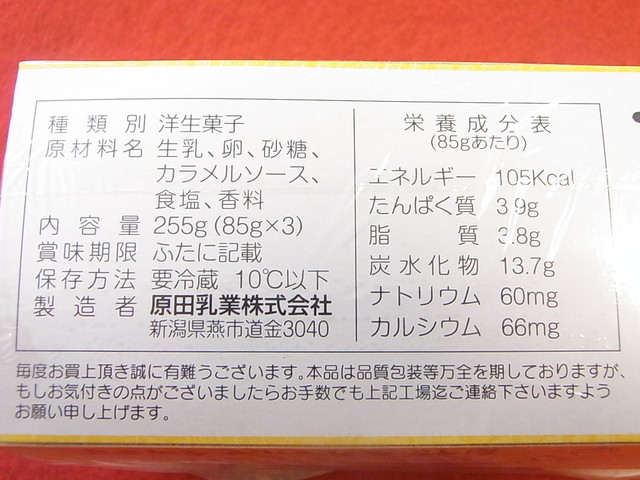 種類別 洋生菓子
原材料名 生乳、卵、砂糖、
カラメルソース、
食塩、香料
内容量 255g(85g×3)
賞味期限 ふたに記載
保存方法 要冷蔵 10℃以下
製造者 原田乳業株式会社
新潟県燕市道金3040
栄養成分表
(85gあたり)
エネルギー 105Kcal
たんぱく質 3.9g
脂質 3.8g
炭水化物 13.7g
ナトリウム 60mg
カルシウム 66mg
毎度お買上頂き誠に有難うございます。本品は品質包装等万全を期しておりますが、
もしお気付きの点がございましたらお手数でも上記工場迄ご連絡下さいますよう
お願い申し上げます。